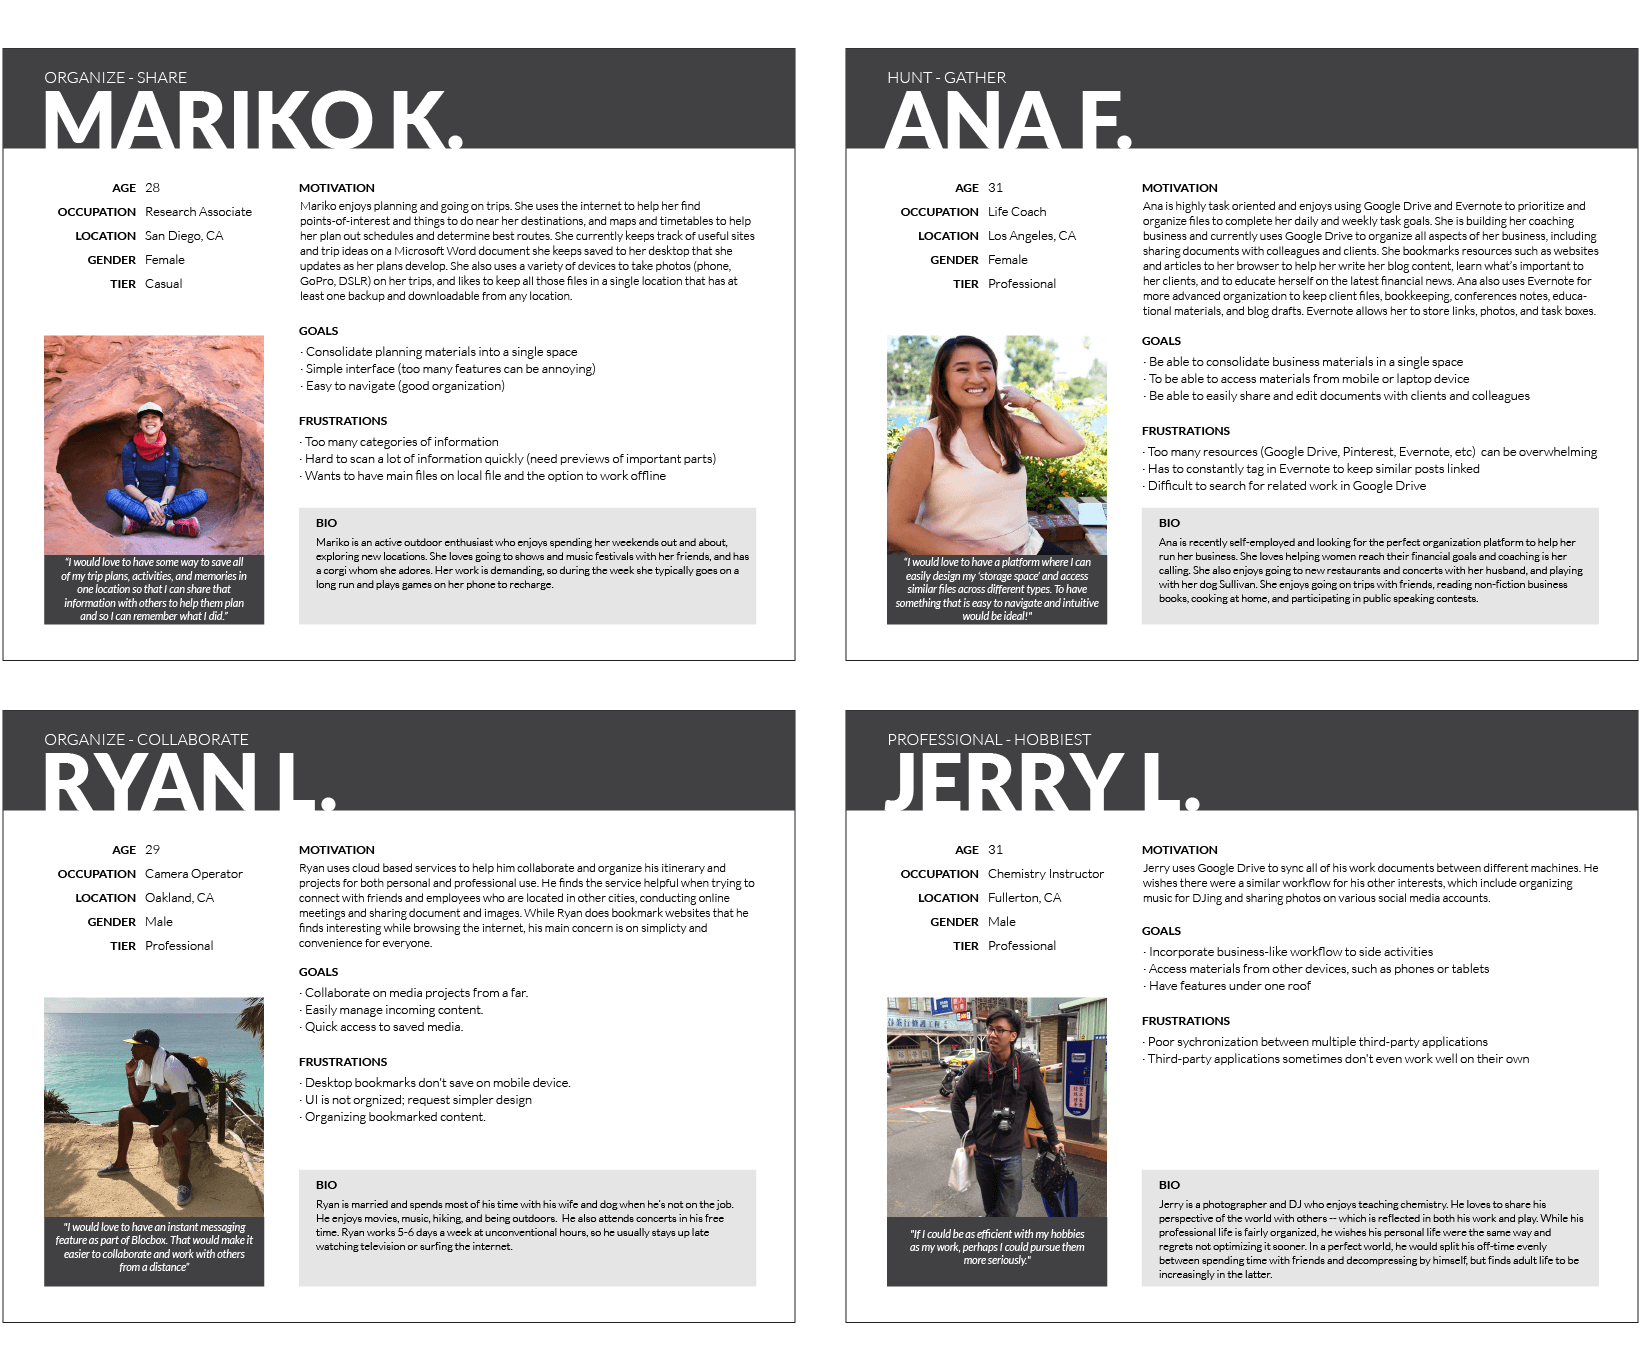 ORGANIZE - SHARE
MARIKO K.
AGE 28
OCCUPATION Research Associate
LOCATION San Diego, CA
GENDER Female
TIER Casual
"I would love to have some way to save all
of my trip plans, activities, and memories in
one location so that I can share that
information with others to help them plan
and so I can remember what I did."
MOTIVATION
Mariko enjoys planning and going on trips. She uses the internet to help her find
points-of-interest and things to do near her destinations, and maps and timetables to help
her plan out schedules and determine best routes. She currently keeps track of useful sites
and trip ideas on a Microsoft Word document she keeps saved to her desktop that she
updates as her plans develop. She also uses a variety of devices to take photos (phone,
GoPro, DSLR) on her trips, and likes to keep all those files in a single location that has at
least one backup and downloadable from any location.
GOALS
· Consolidate planning materials into a single space
· Simple interface (too many features can be annoying)
· Easy to navigate (good organization)
FRUSTRATIONS
· Too many categories of information
· Hard to scan a lot of information quickly (need previews of important parts)
· Wants to have main files on local file and the option to work offline
BIO
Mariko is an active outdoor enthusiast who enjoys spending her weekends out and about,
exploring new locations. She loves going to shows and music festivals with her friends, and has
a corgi whom she adores. Her work is demanding, so during the week she typically goes on a
long run and plays games on her phone to recharge.
HUNT - GATHER
ANA F.
AGE 31
OCCUPATION Life Coach
LOCATION Los Angeles, CA
GENDER Female
TIER Professional
"I would love to have a platform where I can
easily design my 'storage space' and access
similar files across different types. To have
something that is easy to navigate and intuitive
would be ideal!"
MOTIVATION
Ana is highly task oriented and enjoys using Google Drive and Evernote to prioritize and
organize files to complete her daily and weekly task goals. She is building her coaching
business and currently uses Google Drive to organize all aspects of her business, including
sharing documents with colleagues and clients. She bookmarks resources such as websites
and articles to her browser to help her write her blog content, learn what's important to
her clients, and to educate herself on the latest financial news. Ana also uses Evernote for
more advanced organization to keep client files, bookkeeping, conferences notes, educa-
tional materials, and blog drafts. Evernote allows her to store links, photos, and task boxes.
GOALS
· Be able to consolidate business materials in a single space
· To be able to access materials from mobile or laptop device
· Be able to easily share and edit documents with clients and colleagues
FRUSTRATIONS
· Too many resources (Google Drive, Pinterest, Evernote, etc) can be overwhelming
· Has to constantly tag in Evernote to keep similar posts linked
· Difficult to search for related work in Google Drive
BIO
Ana is recently self-employed and looking for the perfect organization platform to help her
run her business. She loves helping women reach their financial goals and coaching is her
calling. She also enjoys going to new restaurants and concerts with her husband, and playing
with her dog Sullivan. She enjoys going on trips with friends, reading non-fiction business
books, cooking at home, and participating in public speaking contests.
ORGANIZE - COLLABORATE
RYAN L.
AGE 29
OCCUPATION Camera Operator
LOCATION Oakland, CA
GENDER Male
TIER Professional
"I would love to have an instant messaging
feature as part of Blocbox. That would make it
easier to collaborate and work with others
from a distance"
MOTIVATION
Ryan uses cloud based services to help him collaborate and organize his itinerary and
projects for both personal and professional use. He finds the service helpful when trying to
connect with friends and employees who are located in other cities, conducting online
meetings and sharing document and images. While Ryan does bookmark websites that he
finds interesting while browsing the internet, his main concern is on simplicty and
convenience for everyone.
GOALS
· Collaborate on media projects from a far.
· Easily manage incoming content.
· Quick access to saved media.
FRUSTRATIONS
· Desktop bookmarks don't save on mobile device.
· UI is not orgnized; request simpler design
· Organizing bookmarked content.
BIO
Ryan is married and spends most of his time with his wife and dog when he's not on the job.
He enjoys movies, music, hiking, and being outdoors. He also attends concerts in his free
time. Ryan works 5-6 days a week at unconventional hours, so he usually stays up late
watching television or surfing the internet.
PROFESSIONAL - HOBBIEST
JERRY L.
AGE 31
OCCUPATION Chemistry Instructor
LOCATION Fullerton, CA
GENDER Male
TIER Professional
"If I could be as efficient with my hobbies
as my work, perhaps I could pursue them
more seriously."
MOTIVATION
Jerry uses Google Drive to sync all of his work documents between different machines. He
wishes there were a similar workflow for his other interests, which include organizing
music for DJing and sharing photos on various social media accounts.
GOALS
· Incorporate business-like workflow to side activities
· Access materials from other devices, such as phones or tablets
· Have features under one roof
FRUSTRATIONS
· Poor sychronization between multiple third-party applications
· Third-party applications sometimes don't even work well on their own
BIO
Jerry is a photographer and DJ who enjoys teaching chemistry. He loves to share his
perspective of the world with others -- which is reflected in both his work and play. While his
professional life is fairly organized, he wishes his personal life were the same way and
regrets not optimizing it sooner. In a perfect world, he would split his off-time evenly
between spending time with friends and decompressing by himself, but finds adult life to be
increasingly in the latter.